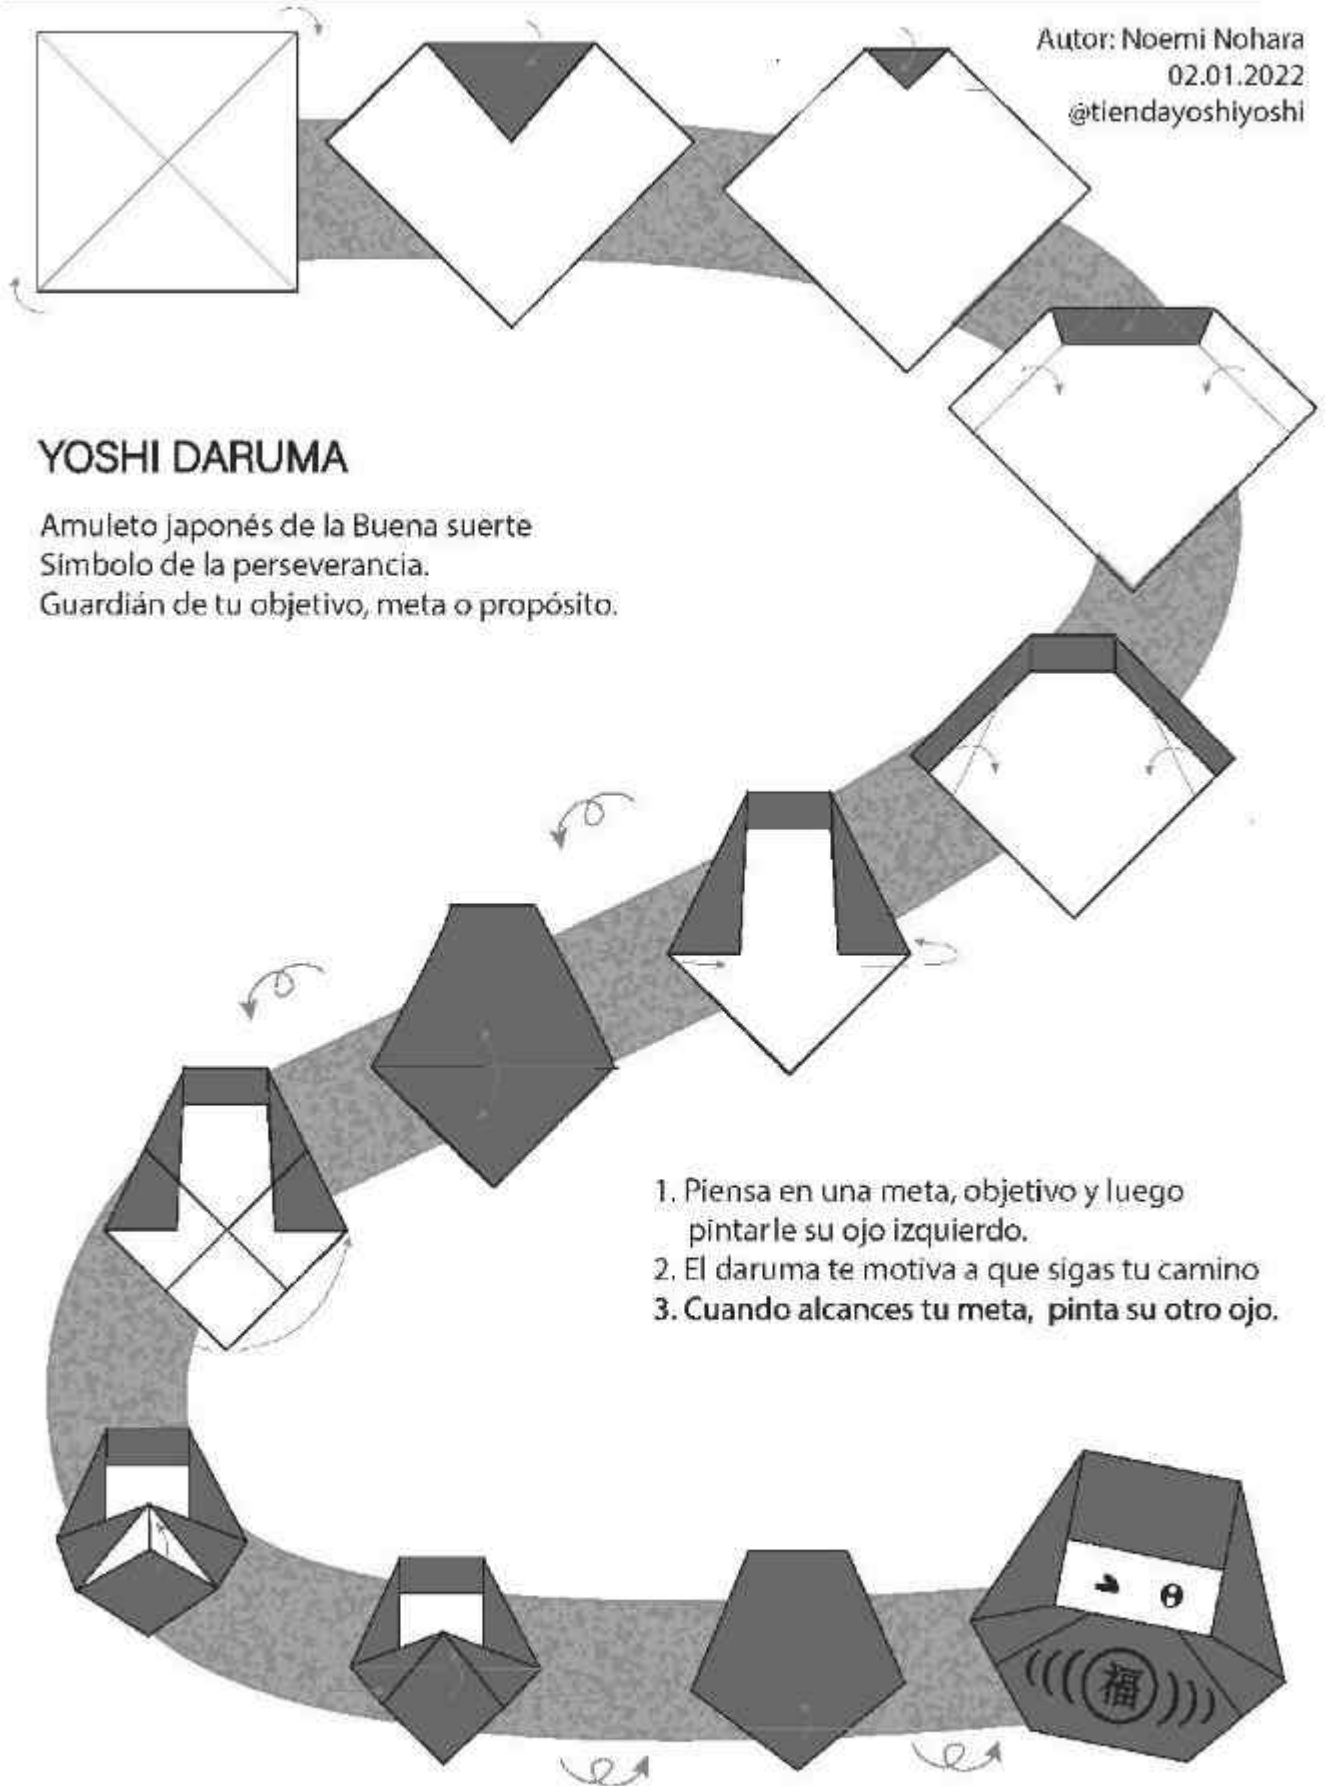 Autor: Noemi Nohara
02.01.2022
@tiendayoshiyoshi
YOSHI DARUMA
Amuleto japonés de la Buena suerte
Símbolo de la perseverancia.
Guardián de tu objetivo, meta o propósito.
1. Piensa en una meta, objetivo y luego
pintarle su ojo izquierdo.
2. El daruma te motiva a que sigas tu camino
3. Cuando alcances tu meta, pinta su otro ojo.
福